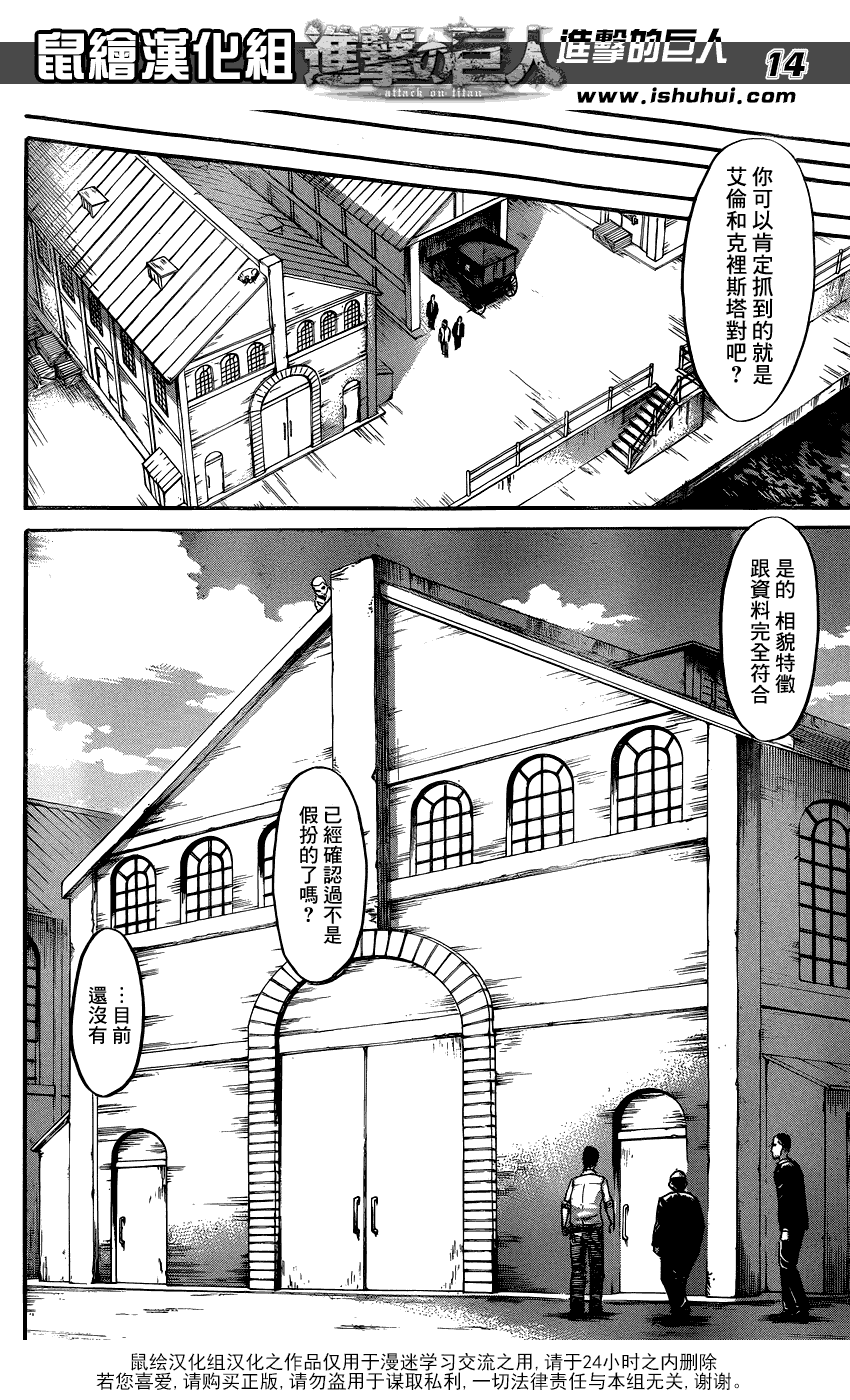 鼠繪漢化組
進撃の巨人
attack on titan
進擊的巨人
14
www.ishuhui.com
你可以肯定抓到的就是
艾倫和克裡斯塔對吧？
是的 相貌特徵
跟資料完全符合
已經確認過不是
假扮的了嗎？
…目前
還沒有
鼠绘汉化组汉化之作品仅用于漫迷学习交流之用, 请于24小时之内删除
若您喜爱, 请购买正版, 请勿盗用于谋取私利, 一切法律责任与本组无关, 谢谢。